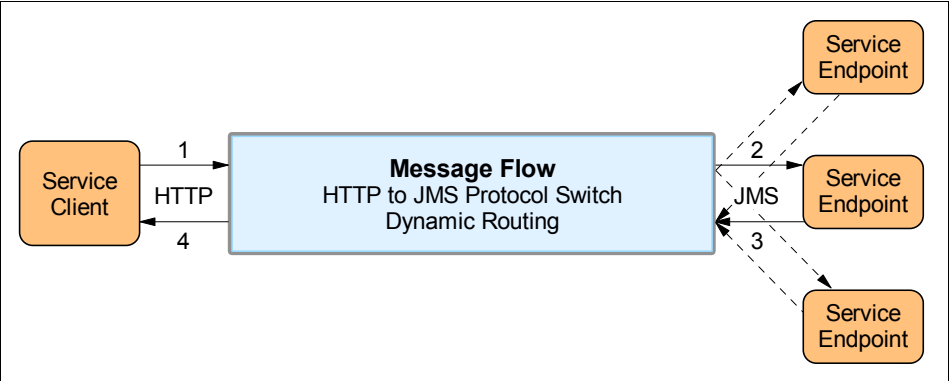 Service
Endpoint
1
2
Message Flow
HTTP to JMS Protocol Switch
Dynamic Routing
Service
Client
HTTP
JMS
Service
Endpoint
4
3
Service
Endpoint